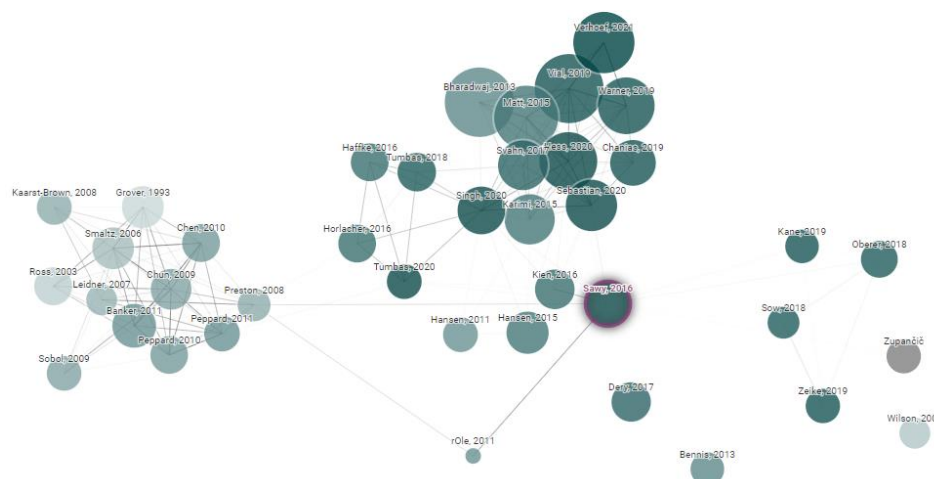 Verhoef, 2021
Vial, 2019
Bharadwaj, 2013
Warner, 2019
Matt, 2015
Haffke, 2016
Tumbas, 2018
Svahn, 2017
Hess, 2020
Chanias, 2019
Kaarst-Brown, 2008
Grover, 1993
Singh, 2020
Sebastian, 2020
Karimi, 2015
Chen, 2010
Smaltz, 2006
Horlacher, 2016
Kane, 2019
Oberer, 2018
Tumbas, 2020
Kien, 2016
Ross, 2003
Leidner, 2007
Chun, 2009
Preston, 2008
Sawy, 2016
Banker, 2011
Peppard, 2011
Hansen, 2011
Hansen, 2015
Sow, 2018
Peppard, 2010
Sobol, 2009
Zupančič
Dery, 2017
Zelke, 2019
Wilson, 200
rOle, 2011
Bennis, 2013